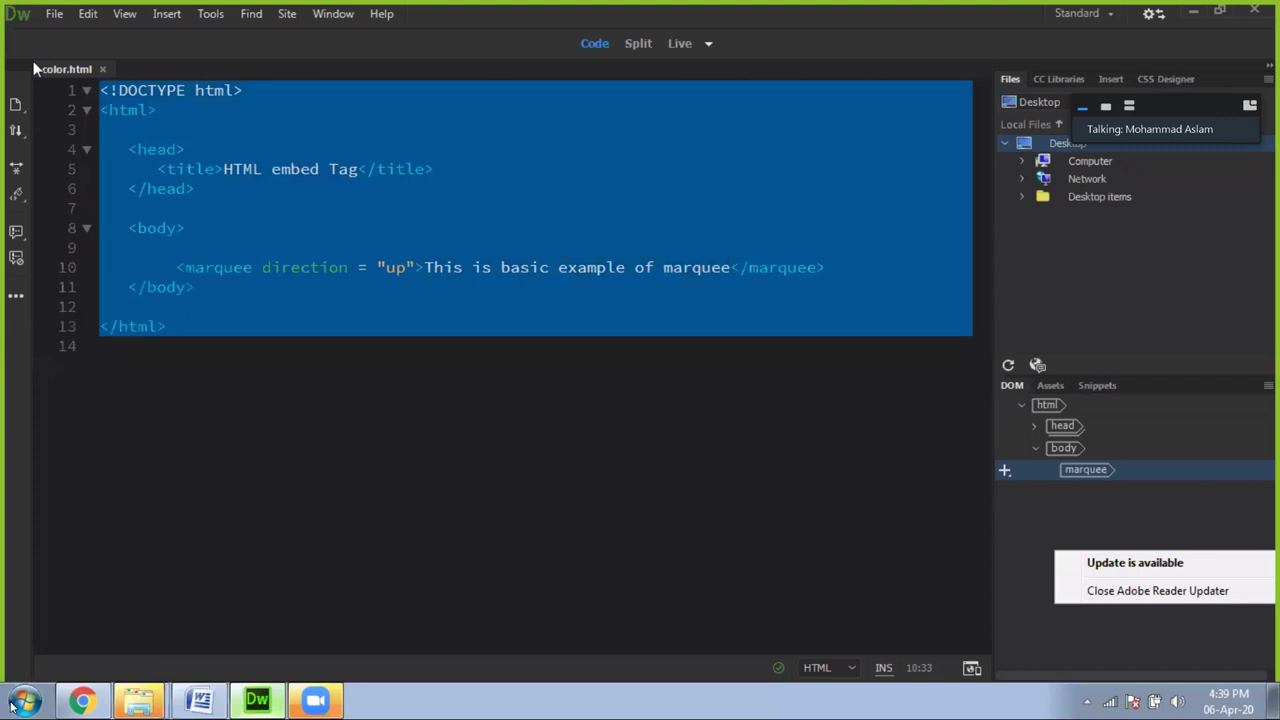 Dw File Edit View Insert Tools Find Site Window Help Standard
Code Split Live
color.html ×
Files CC Libraries Insert CSS Designer
1 <!DOCTYPE html>
2 <html>
3
4 <head>
5 <title>HTML embed Tag</title>
6 </head>
7
8 <body>
9
10 <marquee direction = "up">This is basic example of marquee</marquee>
11 </body>
12
13 </html>
14
Desktop
Talking: Mohammad Aslam
Local Files
Computer
Network
Desktop items
DOM Assets Snippets
html
head
body
marquee
Update is available
Close Adobe Reader Updater
HTML INS 10:33
Dw
4:39 PM
06-Apr-20